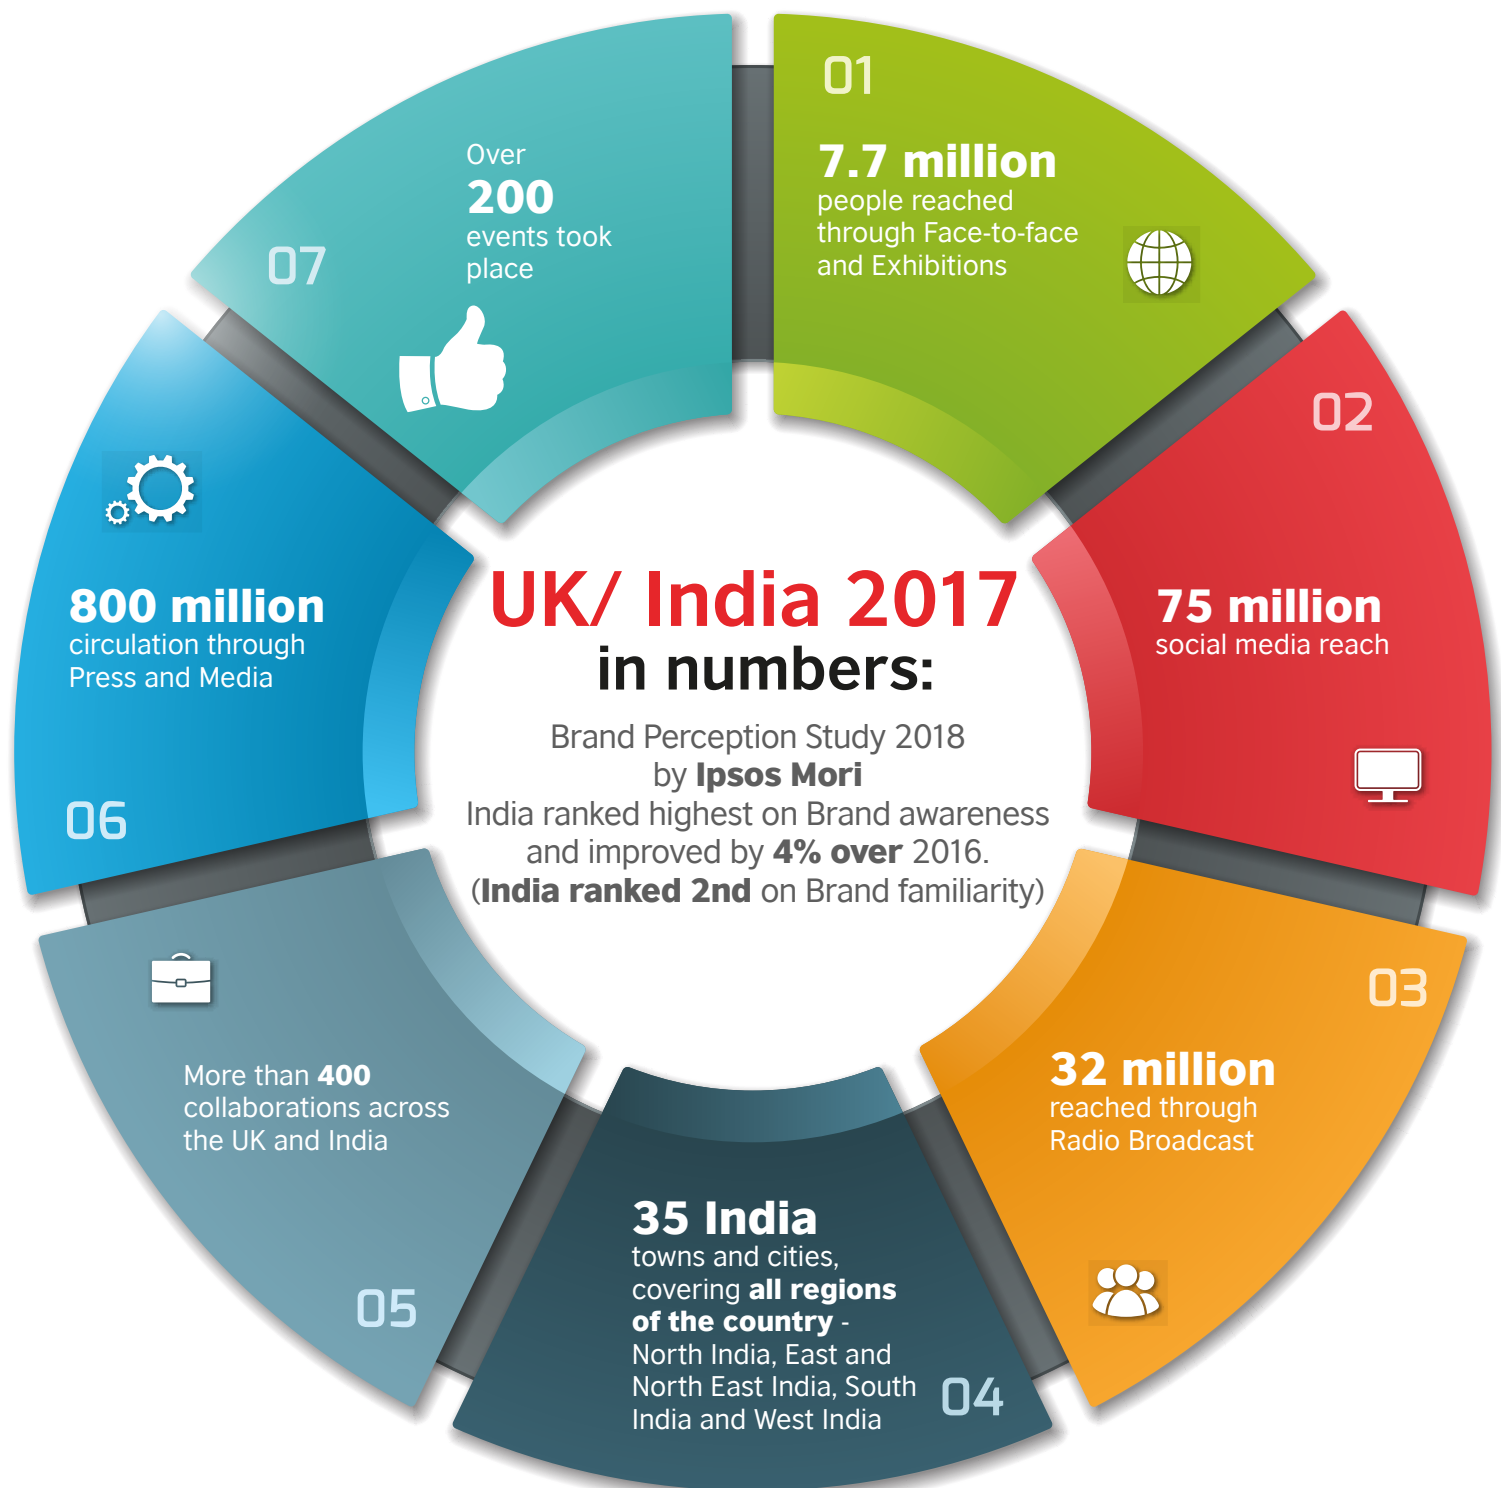 UK/ India 2017
in numbers:
Brand Perception Study 2018
by Ipsos Mori
India ranked highest on Brand awareness
and improved by 4% over 2016.
(India ranked 2nd on Brand familiarity)
01
7.7 million
people reached
through Face-to-face
and Exhibitions
02
75 million
social media reach
03
32 million
reached through
Radio Broadcast
35 India
towns and cities,
covering all regions
of the country -
North India, East and
North East India, South
India and West India
04
More than 400
collaborations across
the UK and India
05
800 million
circulation through
Press and Media
06
Over
200
events took
place
07